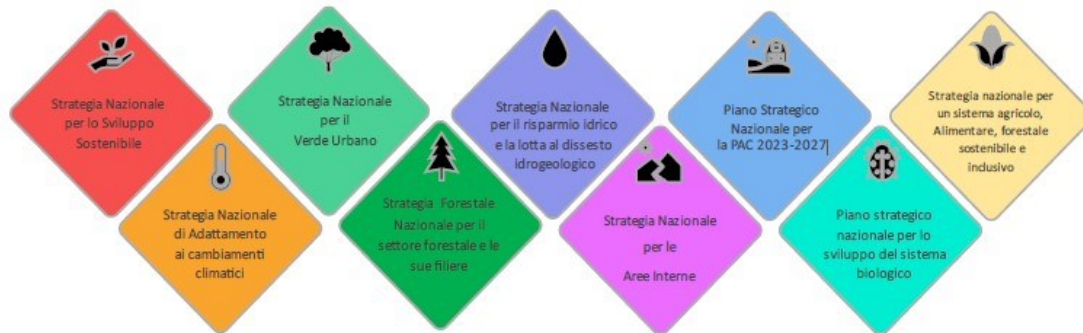 Strategia Nazionale
per lo Sviluppo
Sostenibile
Strategia Nazionale
di Adattamento
ai cambiamenti
climatici
Strategia Nazionale
per il
Verde Urbano
Strategia Forestale
Nazionale per il
settore forestale e le
sue filiere
Strategia Nazionale
per il risparmio idrico
e la lotta al dissesto
idrogeologico
Strategia Nazionale
per le
Aree Interne
Piano Strategico
Nazionale per
la PAC 2023-2027
Piano strategico
nazionale per lo
sviluppo del sistema
biologico
Strategia nazionale per
un sistema agricolo,
Alimentare, forestale
sostenibile e
inclusivo